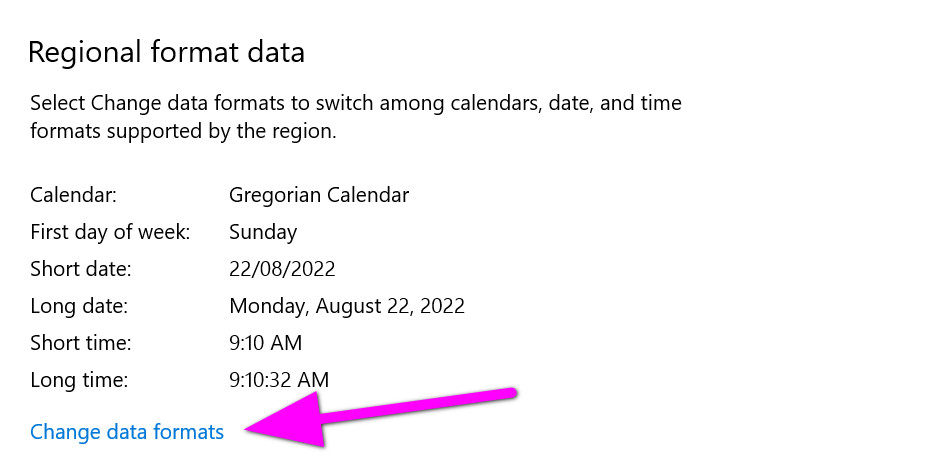 Regional format data
Select Change data formats to switch among calendars, date, and time
formats supported by the region.
Calendar: Gregorian Calendar
First day of week: Sunday
Short date: 22/08/2022
Long date: Monday, August 22, 2022
Short time: 9:10 AM
Long time: 9:10:32 AM
Change data formats